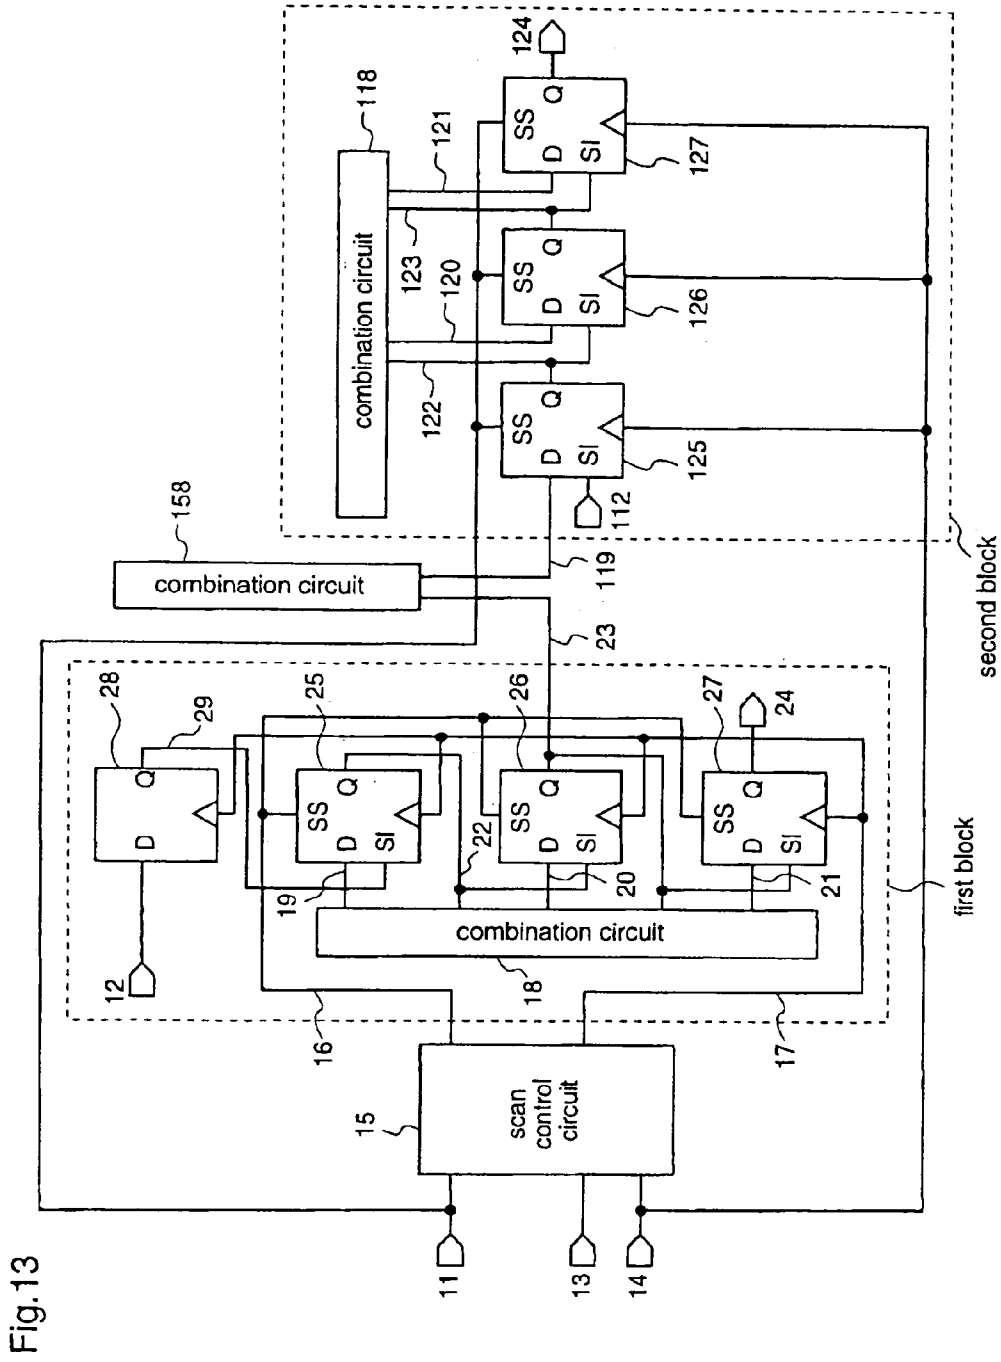 Fig.13
11
13
14
15
scan
control
circuit
16
17
first block
12
28
D
Q
29
25
SS
D
Q
SI
19
22
26
SS
D
Q
SI
20
23
27
SS
D
Q
SI
21
24
combination circuit
18
combination circuit
158
119
second block
combination circuit
118
112
SS
D
Q
SI
125
122
120
SS
D
Q
SI
126
123
121
SS
D
Q
SI
127
124